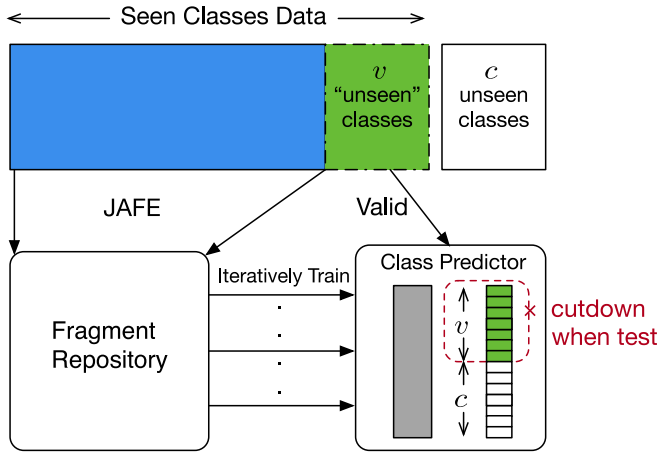 Seen Classes Data
v
“unseen”
classes
c
unseen
classes
JAFE
Valid
Fragment
Repository
Iteratively Train
Class Predictor
v
c
× cutdown
when test